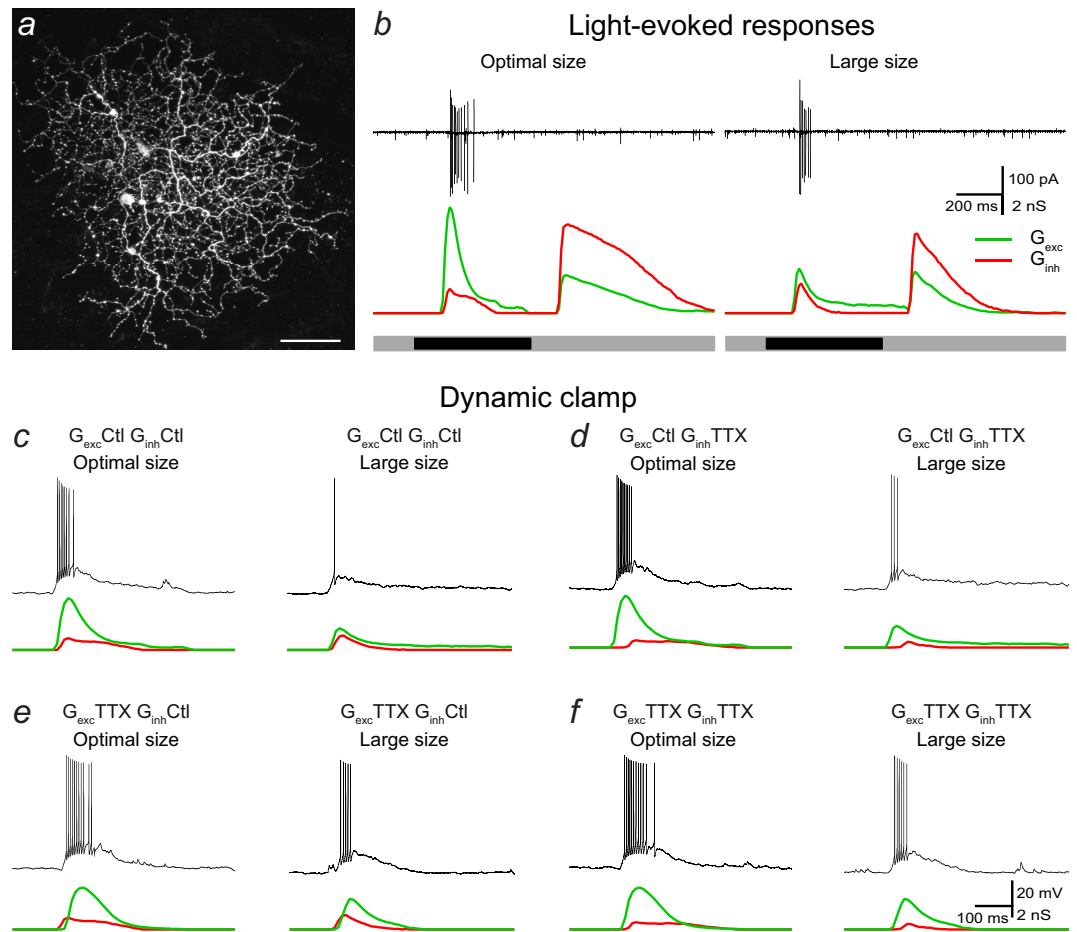 a
b
Light-evoked responses
Optimal size
Large size
100 pA
200 ms
2 nS
Gexc
Ginh
Dynamic clamp
c
GexcCtl GinhCtl
Optimal size
GexcCtl GinhCtl
Large size
d
GexcCtl GinhTTX
Optimal size
GexcCtl GinhTTX
Large size
e
GexcTTX GinhCtl
Optimal size
GexcTTX GinhCtl
Large size
f
GexcTTX GinhTTX
Optimal size
GexcTTX GinhTTX
Large size
20 mV
100 ms
2 nS